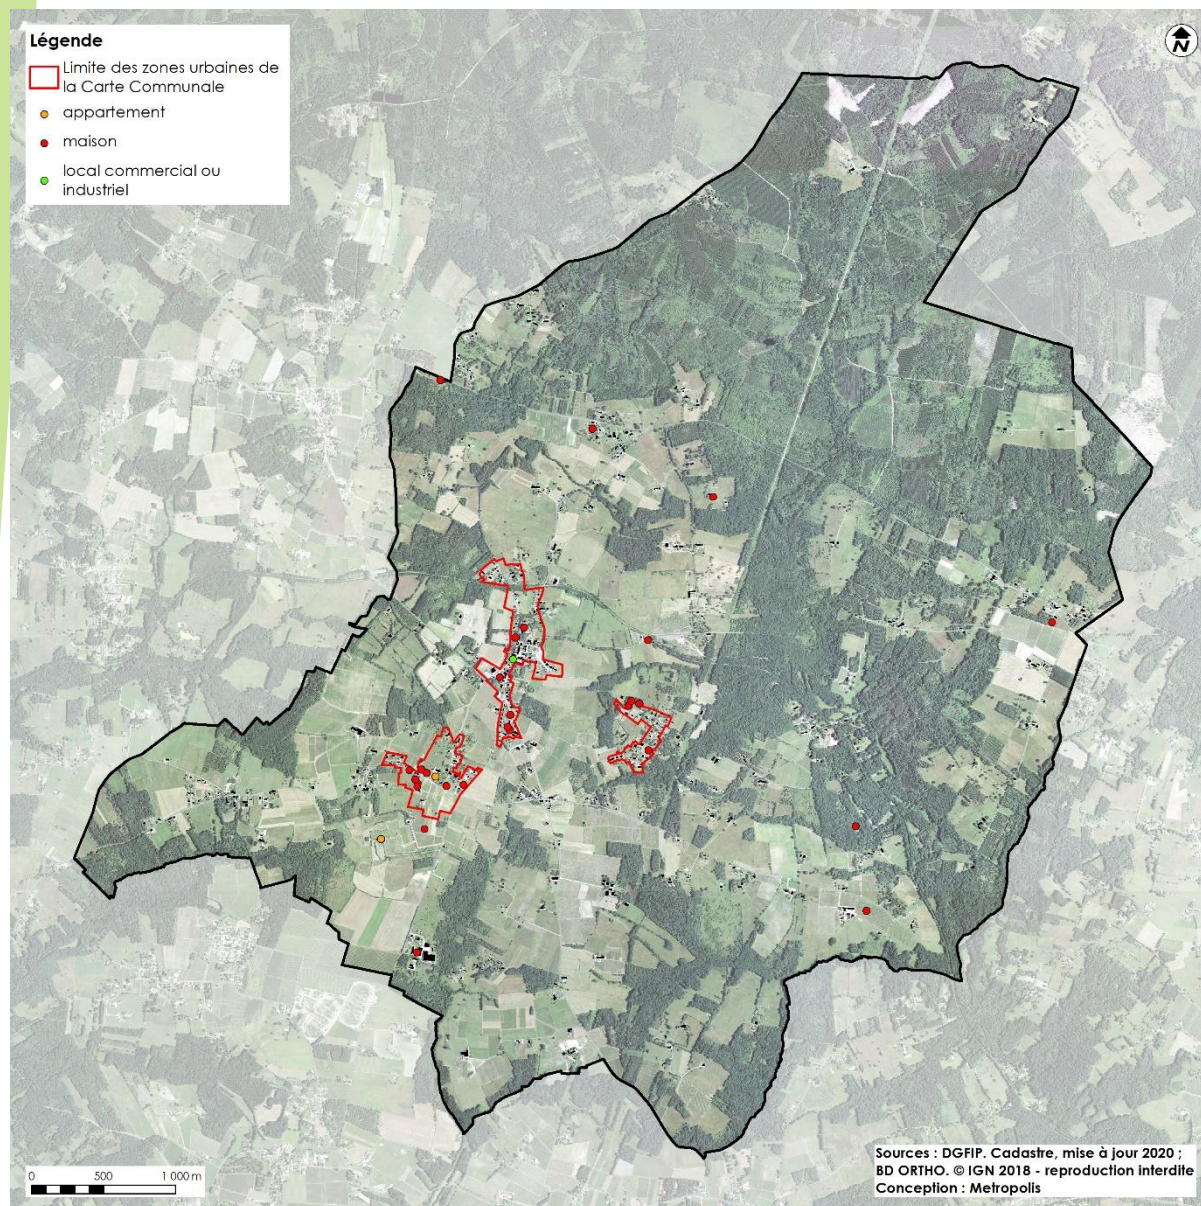 Légende
Limite des zones urbaines de
la Carte Communale
appartement
maison
local commercial ou
industriel
N
0 500 1 000 m
Sources : DGFIP. Cadastre, mise à jour 2020 ;
BD ORTHO. © IGN 2018 - reproduction interdite
Conception : Metropolis